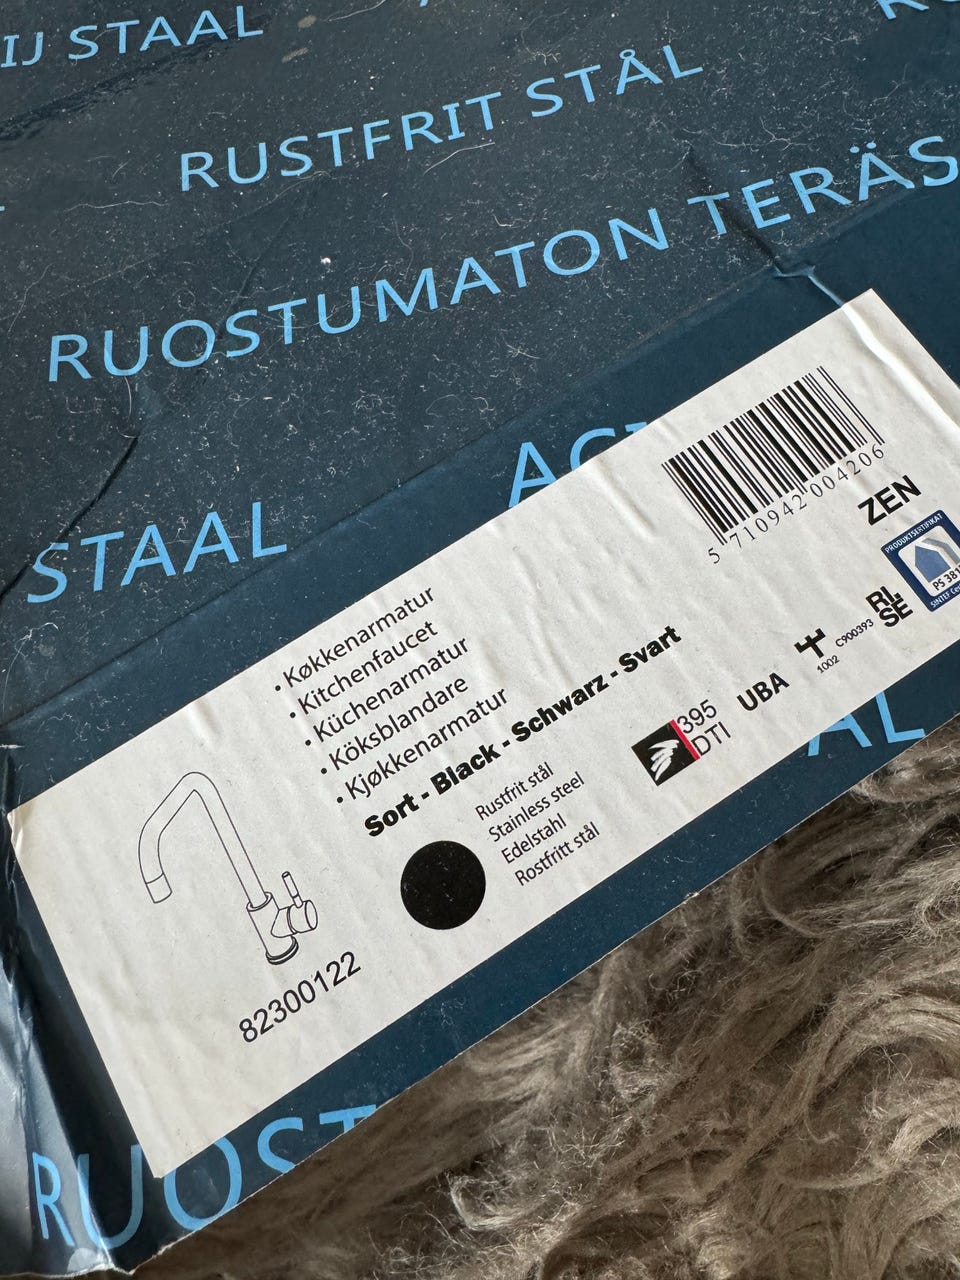 IJ STAAL
RUSTFRIT STÅL
RUOSTUMATON TERÄS
STAAL
5 710942 004206
ZEN
PRODUKTSERTIFIKAT
• Køkkenarmatur
• Kitchenfaucet
• Küchenarmatur
• Köksblandare
• Kjøkkenarmatur
Sort - Black - Schwarz - Svart
Rustfrit stål
Stainless steel
Edelstahl
Rostfritt stål
395
DTI
UBA
1002
C900393
RI.
SE
82300122
RUOST